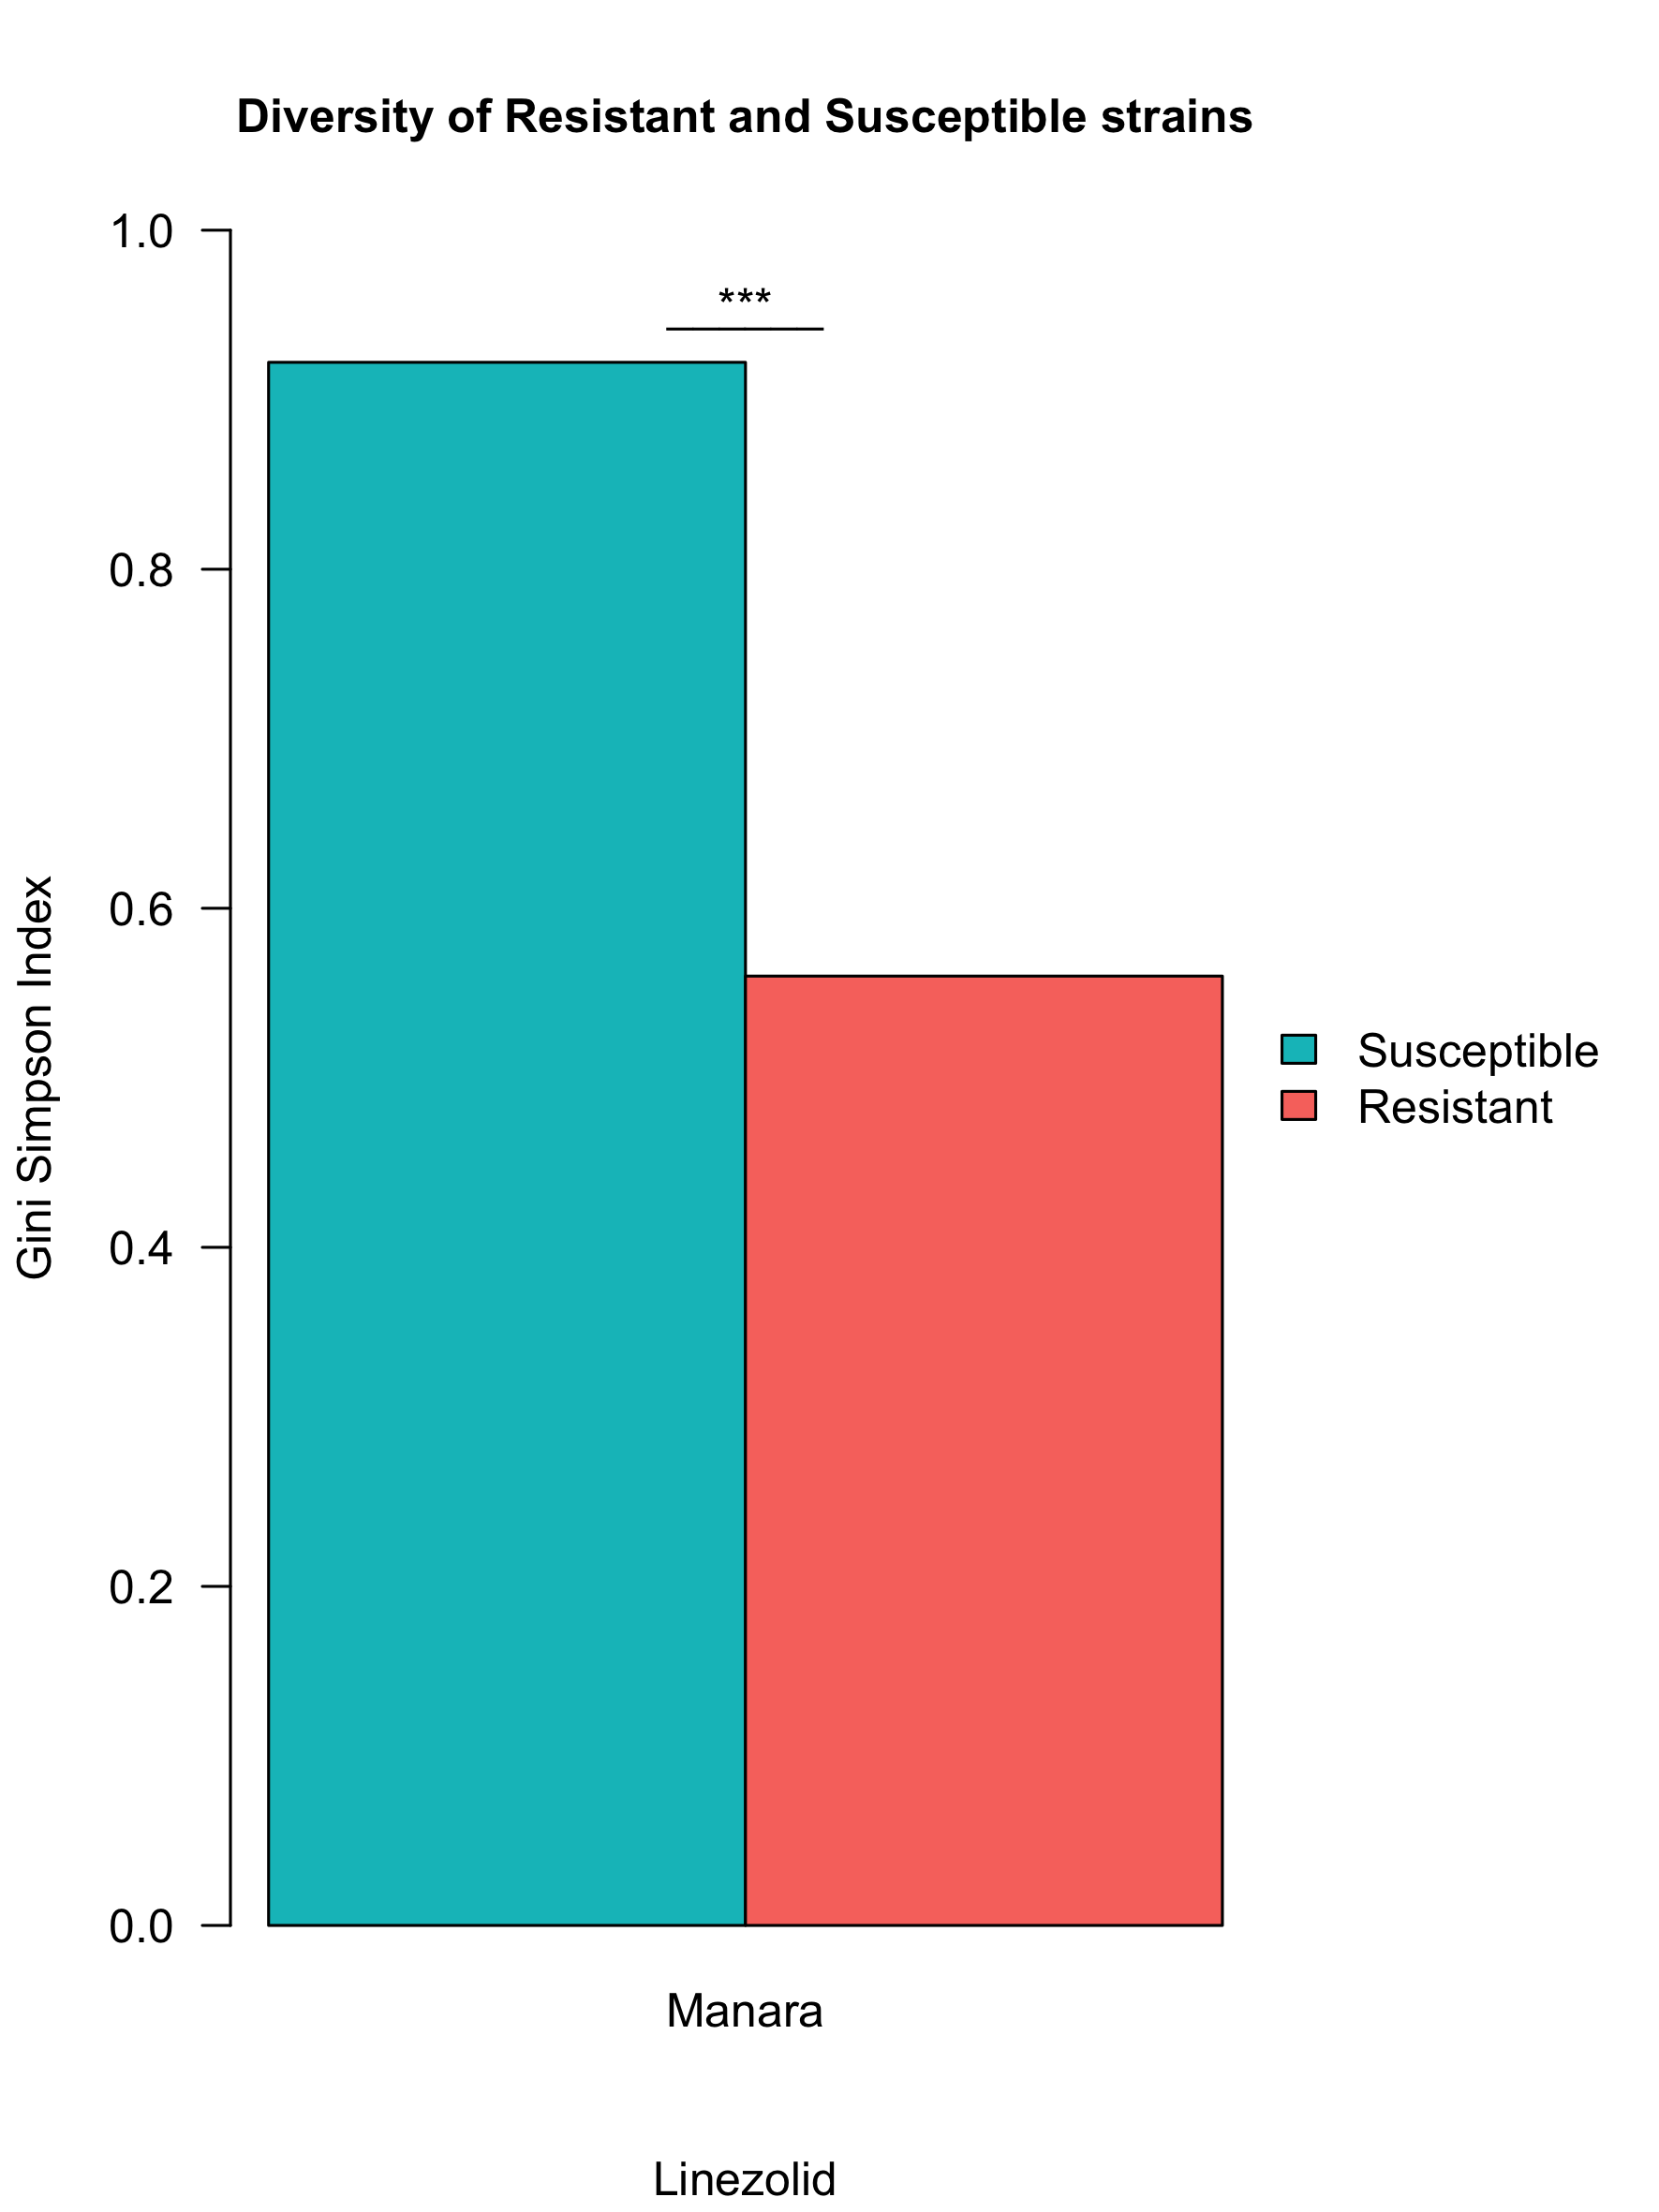 Diversity of Resistant and Susceptible strains
1.0
***
0.8
0.6
0.4
0.2
0.0
Gini Simpson Index
Susceptible
Resistant
Manara
Linezolid